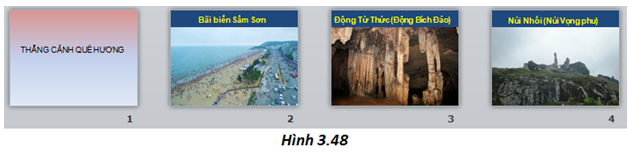 THẮNG CẢNH QUÊ HƯƠNG
Bãi biển Sầm Sơn
Động Từ Thức (Động Bích Đào)
Núi Nhồi (Núi Vọng phu)
1
2
3
4
Hình 3.48